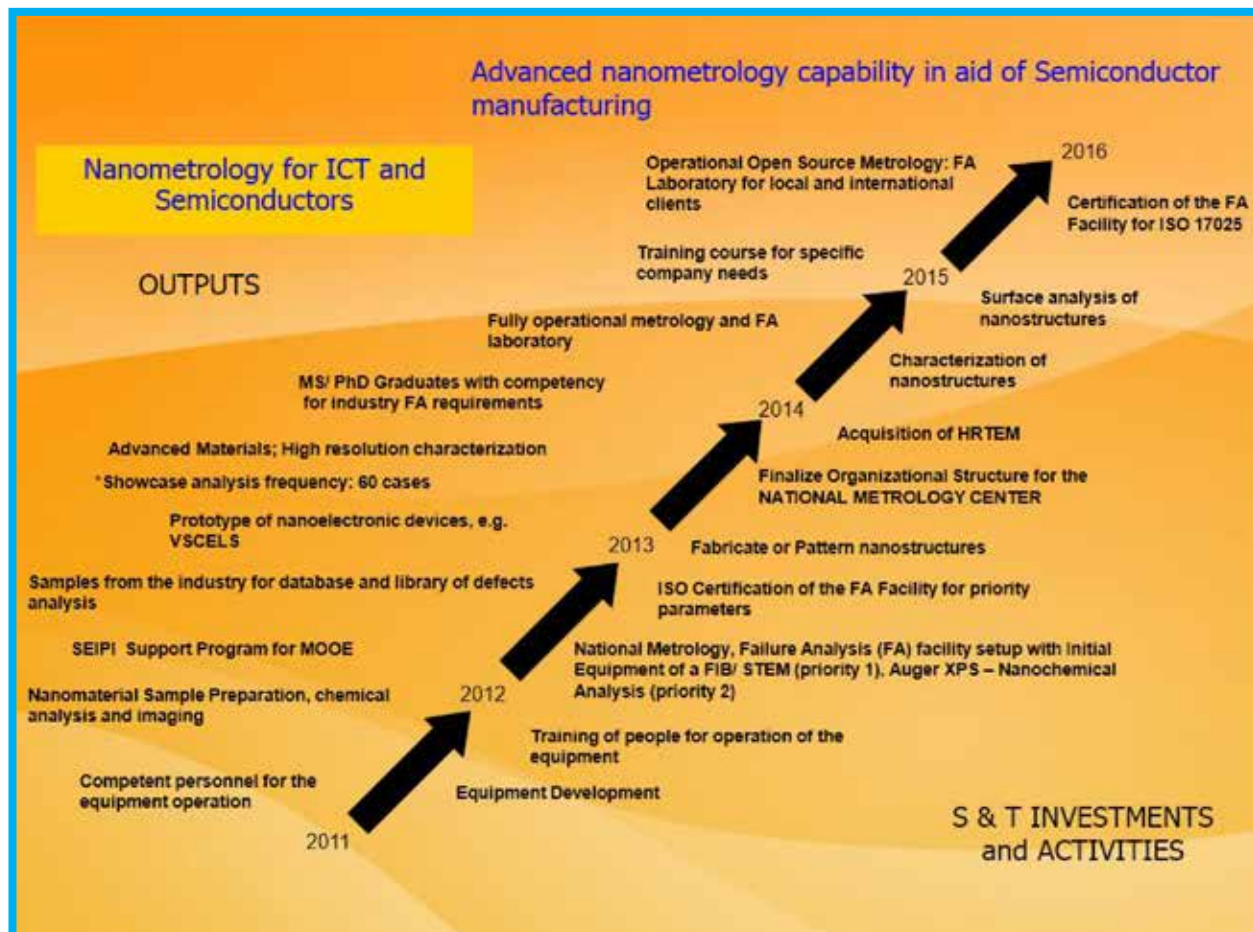 Advanced nanometrology capability in aid of Semiconductor
manufacturing
Nanometrology for ICT and
Semiconductors
OUTPUTS
2016
Operational Open Source Metrology: FA
Laboratory for local and international
clients
Certification of the FA
Facility for ISO 17025
Training course for specific
company needs
2015
Surface analysis of
nanostructures
Fully operational metrology and FA
laboratory
Characterization of
nanostructures
MS/ PhD Graduates with competency
for industry FA requirements
2014
Acquisition of HRTEM
Advanced Materials; High resolution characterization
*Showcase analysis frequency: 60 cases
Finalize Organizational Structure for the
NATIONAL METROLOGY CENTER
Prototype of nanoelectronic devices, e.g.
VSCELS
2013
Fabricate or Pattern nanostructures
Samples from the industry for database and library of defects
analysis
ISO Certification of the FA Facility for priority
parameters
SEIPI Support Program for MOOE
National Metrology, Failure Analysis (FA) facility setup with Initial
Equipment of a FIB/ STEM (priority 1), Auger XPS – Nanochemical
Analysis (priority 2)
Nanomaterial Sample Preparation, chemical
analysis and imaging
2012
Training of people for operation of the
equipment
Competent personnel for the
equipment operation
Equipment Development
2011
S & T INVESTMENTS
and ACTIVITIES